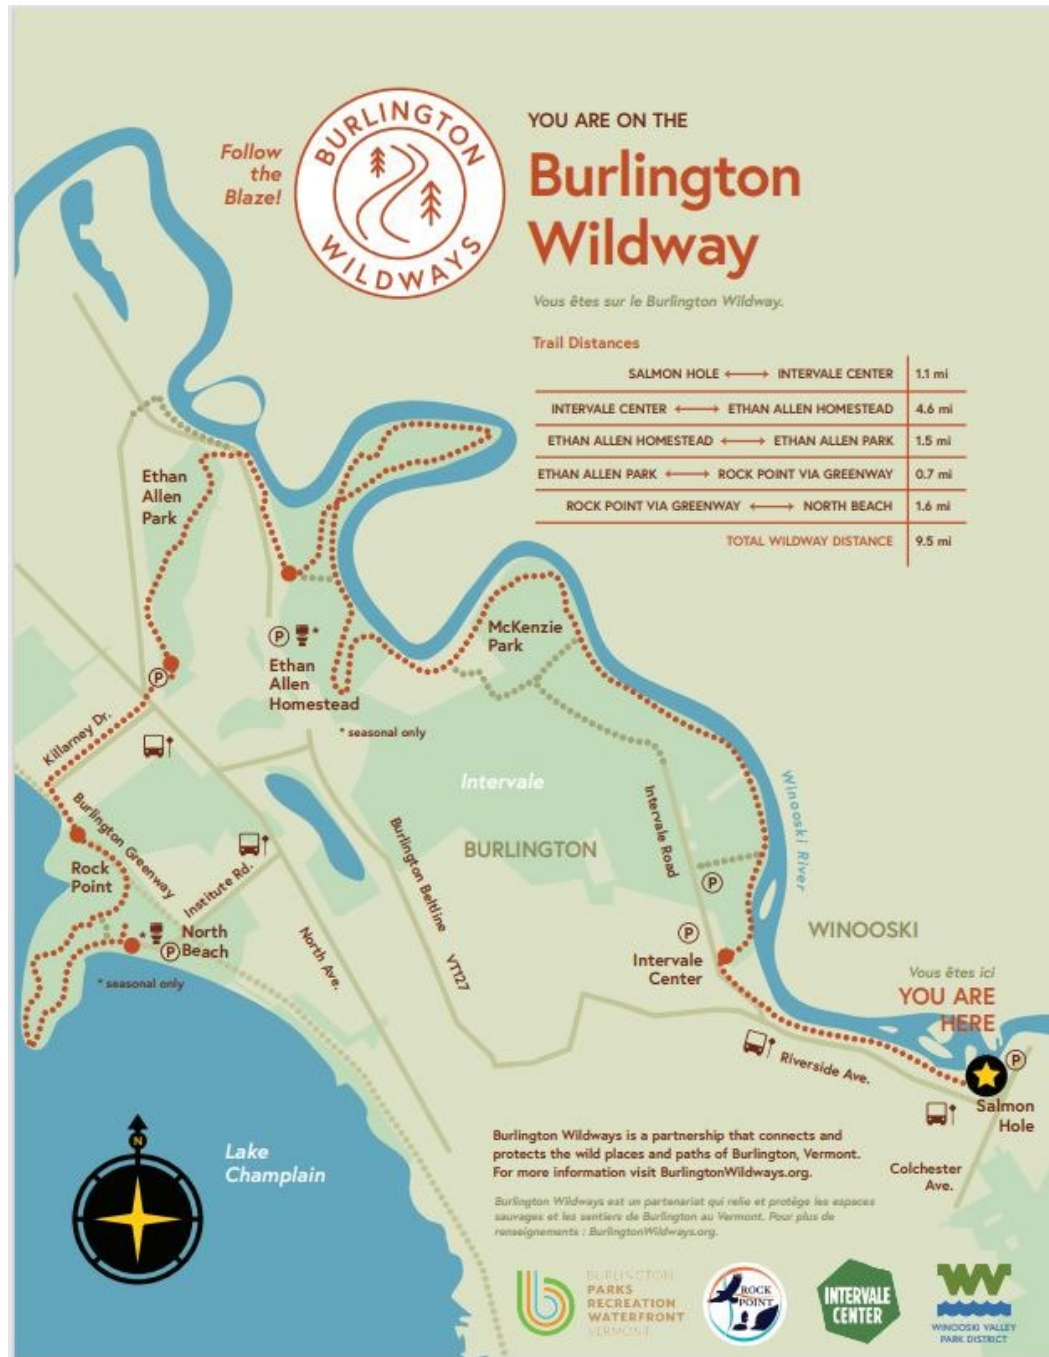 YOU ARE ON THE
Burlington
Wildway
Follow
the
Blaze!
BURLINGTON
WILDWAYS
Vous êtes sur le Burlington Wildway.
Trail Distances
SALMON HOLE ⟷ INTERVALE CENTER 1.1 mi
INTERVALE CENTER ⟷ ETHAN ALLEN HOMESTEAD 4.6 mi
ETHAN ALLEN HOMESTEAD ⟷ ETHAN ALLEN PARK 1.5 mi
ETHAN ALLEN PARK ⟷ ROCK POINT VIA GREENWAY 0.7 mi
ROCK POINT VIA GREENWAY ⟷ NORTH BEACH 1.6 mi
TOTAL WILDWAY DISTANCE 9.5 mi
Ethan
Allen
Park
McKenzie
Park
P *
Ethan
Allen
Homestead
* seasonal only
P
Killarney Dr.
Intervale
Winooski River
Intervale Road
Burlington Greenway
Burlington Beltline
VT127
BURLINGTON
Rock
Point
Institute Rd.
P
P
WINOOSKI
* P
North
Beach
* seasonal only
North Ave.
Intervale
Center
Vous êtes ici
YOU ARE
HERE
P
Riverside Ave.
Salmon
Hole
Colchester
Ave.
N
Lake
Champlain
Burlington Wildways is a partnership that connects and
protects the wild places and paths of Burlington, Vermont.
For more information visit BurlingtonWildways.org.
Burlington Wildways est un partenariat qui relie et protège les espaces
sauvages et les sentiers de Burlington au Vermont. Pour plus de
renseignements : BurlingtonWildways.org.
BURLINGTON
PARKS
RECREATION
WATERFRONT
VERMONT
ROCK
POINT
INTERVALE
CENTER
WINOOSKI VALLEY
PARK DISTRICT